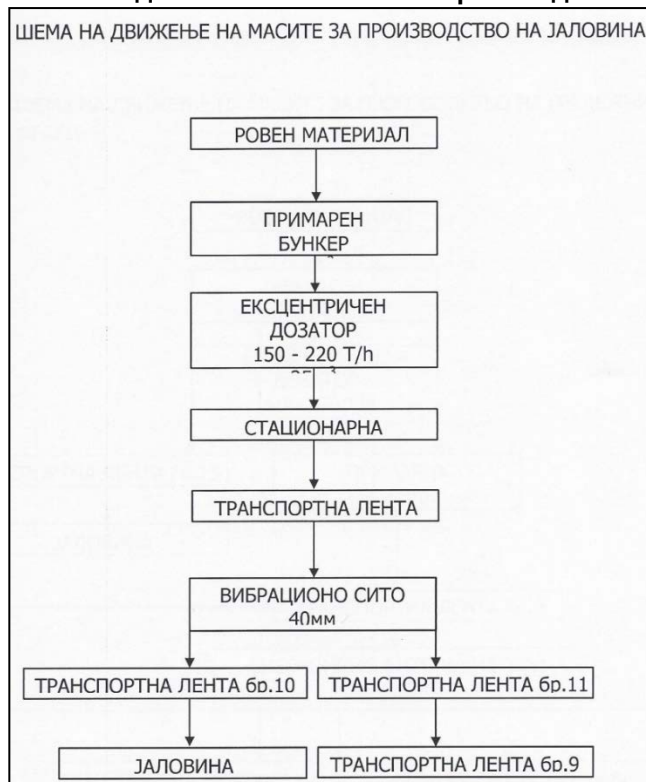 ШЕМА НА ДВИЖЕЊЕ НА МАСИТЕ ЗА ПРОИЗВОДСТВО НА ЈАЛОВИНА
РОВЕН МАТЕРИЈАЛ
ПРИМАРЕН
БУНКЕР
ЕКСЦЕНТРИЧЕН
ДОЗАТОР
150 - 220 T/h
СТАЦИОНАРНА
ТРАНСПОРТНА ЛЕНТА
ВИБРАЦИОНО СИТО
40мм
ТРАНСПОРТНА ЛЕНТА бр.10
ТРАНСПОРТНА ЛЕНТА бр.11
ЈАЛОВИНА
ТРАНСПОРТНА ЛЕНТА бр.9